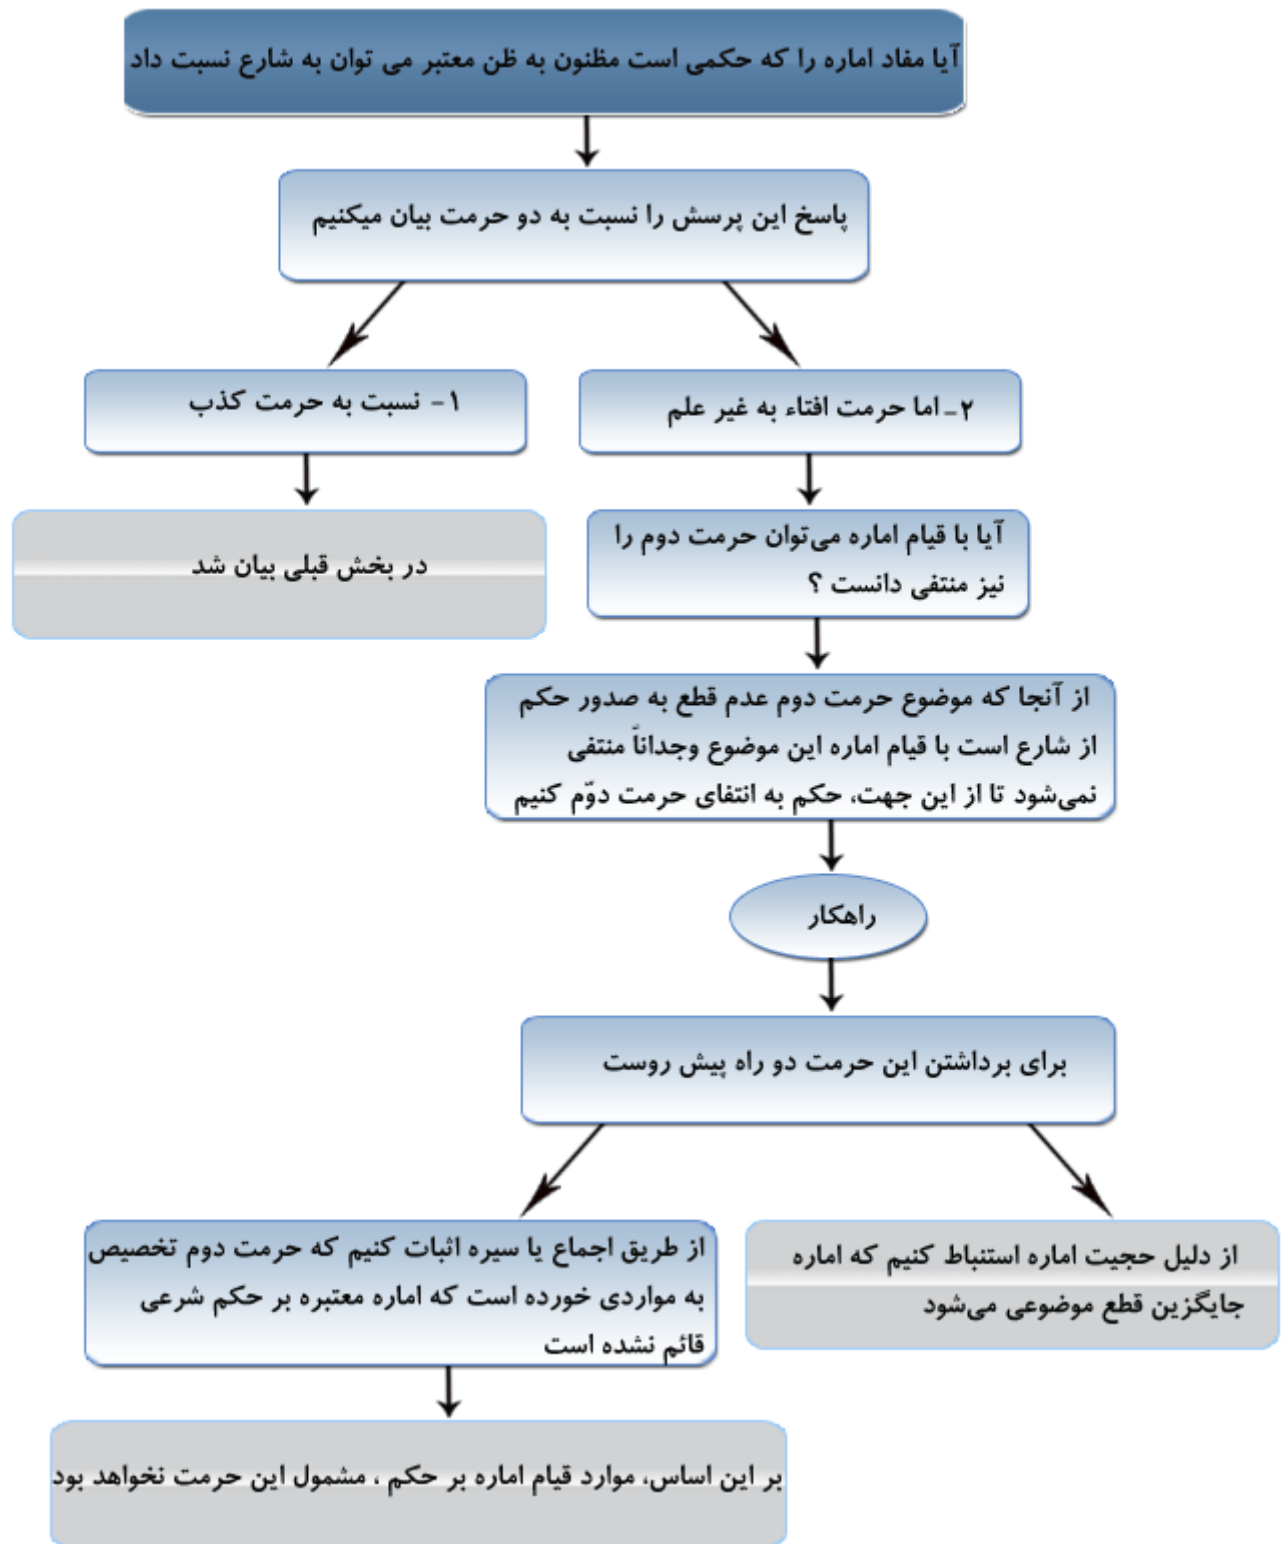 آیا مفاد اماره را که حکمی است مظنون به ظن معتبر می توان به شارع نسبت داد
پاسخ این پرسش را نسبت به دو حرمت بیان میکنیم
۱- نسبت به حرمت کذب
در بخش قبلی بیان شد
۲- اما حرمت افتاء به غیر علم
آیا با قیام اماره می‌توان حرمت دوم را
نیز منتفی دانست ؟
از آنجا که موضوع حرمت دوم عدم قطع به صدور حکم
از شارع است با قیام اماره این موضوع وجداناً منتفی
نمی‌شود تا از این جهت، حکم به انتفای حرمت دوّم کنیم
راهکار
برای برداشتن این حرمت دو راه پیش روست
از دلیل حجیت اماره استنباط کنیم که اماره
جایگزین قطع موضوعی می‌شود
از طریق اجماع یا سیره اثبات کنیم که حرمت دوم تخصیص
به مواردی خورده است که اماره معتبره بر حکم شرعی
قائم نشده است
بر این اساس، موارد قیام اماره بر حکم ، مشمول این حرمت نخواهد بود